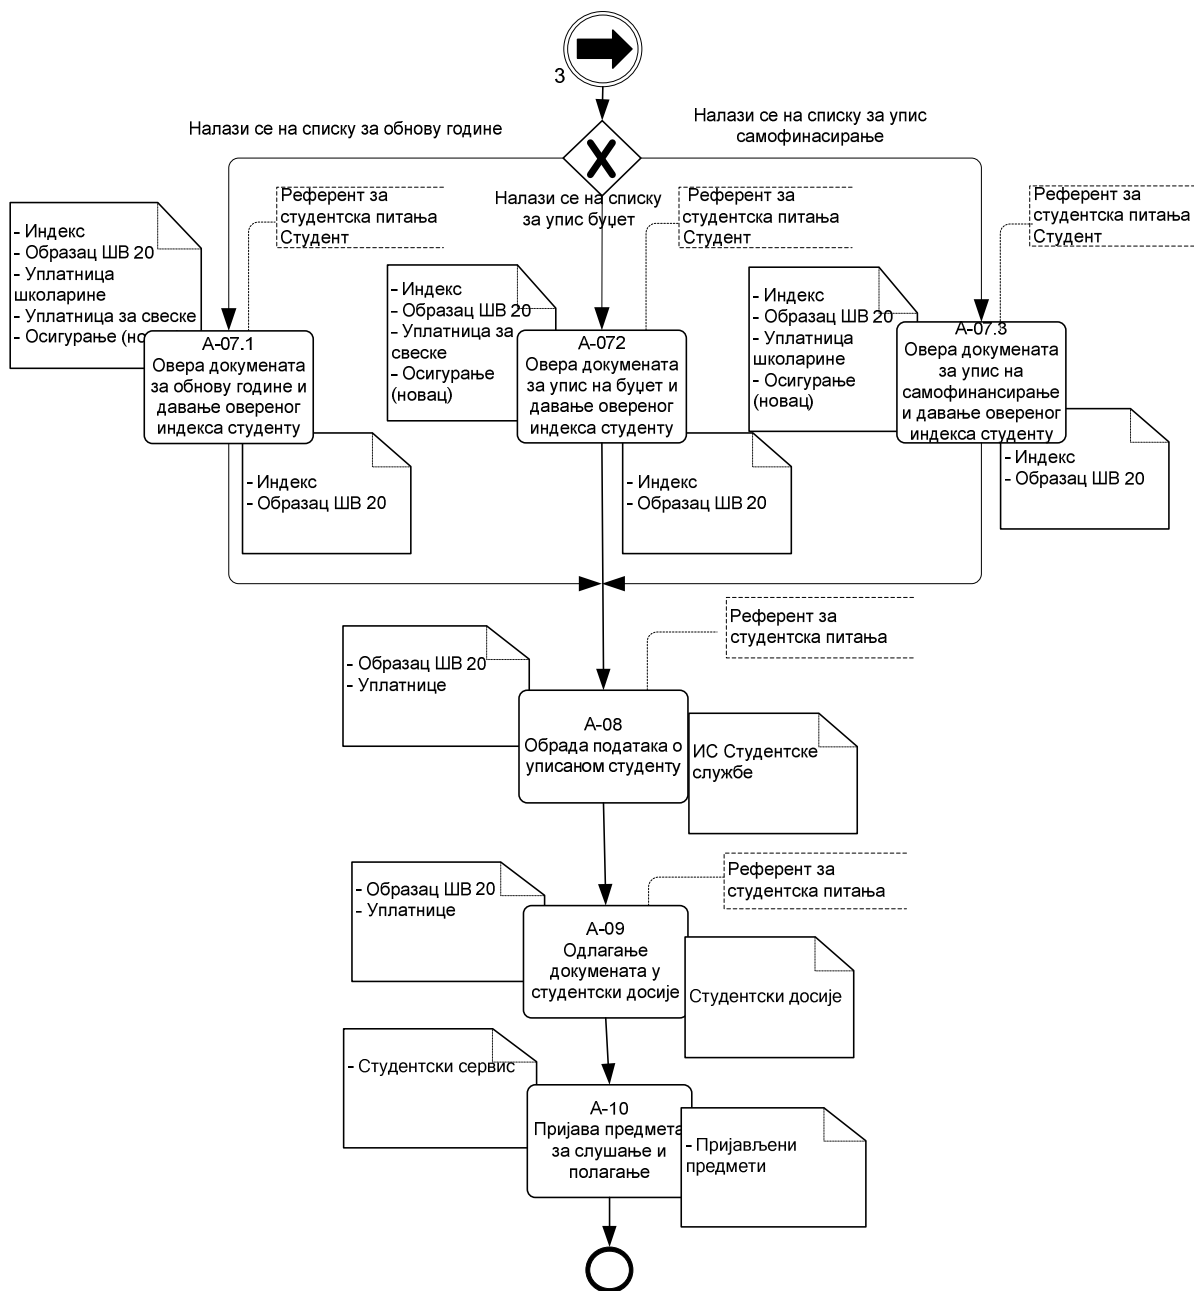 3
Налази се на списку за обнову године
Налази се на списку за упис
самофинасирање
Налази се на списку
за упис буџет
Референт за
студентска питања
Студент
Референт за
студентска питања
Студент
Референт за
студентска питања
Студент
- Индекс
- Образац ШВ 20
- Уплатница
школарине
- Уплатница за свеске
- Осигурање (но
А-07.1
Овера докумената
за обнову године и
давање овереног
индекса студенту
- Индекс
- Образац ШВ 20
- Индекс
- Образац ШВ 20
- Уплатница за
свеске
- Осигурање
(новац)
А-072
Овера докумената
за упис на буџет и
давање овереног
индекса студенту
- Индекс
- Образац ШВ 20
- Индекс
- Образац ШВ 20
- Уплатница
школарине
- Осигурање
(новац)
А-07.3
Овера докумената
за упис на
самофинансирање
и давање овереног
индекса студенту
- Индекс
- Образац ШВ 20
Референт за
студентска питања
- Образац ШВ 20
- Уплатнице
А-08
Обрада података о
уписаном студенту
ИС Студентске
службе
Референт за
студентска питања
- Образац ШВ 20
- Уплатнице
А-09
Одлагање
докумената у
студентски досије
Студентски досије
- Студентски сервис
А-10
Пријава предмета
за слушање и
полагање
- Пријављени
предмети